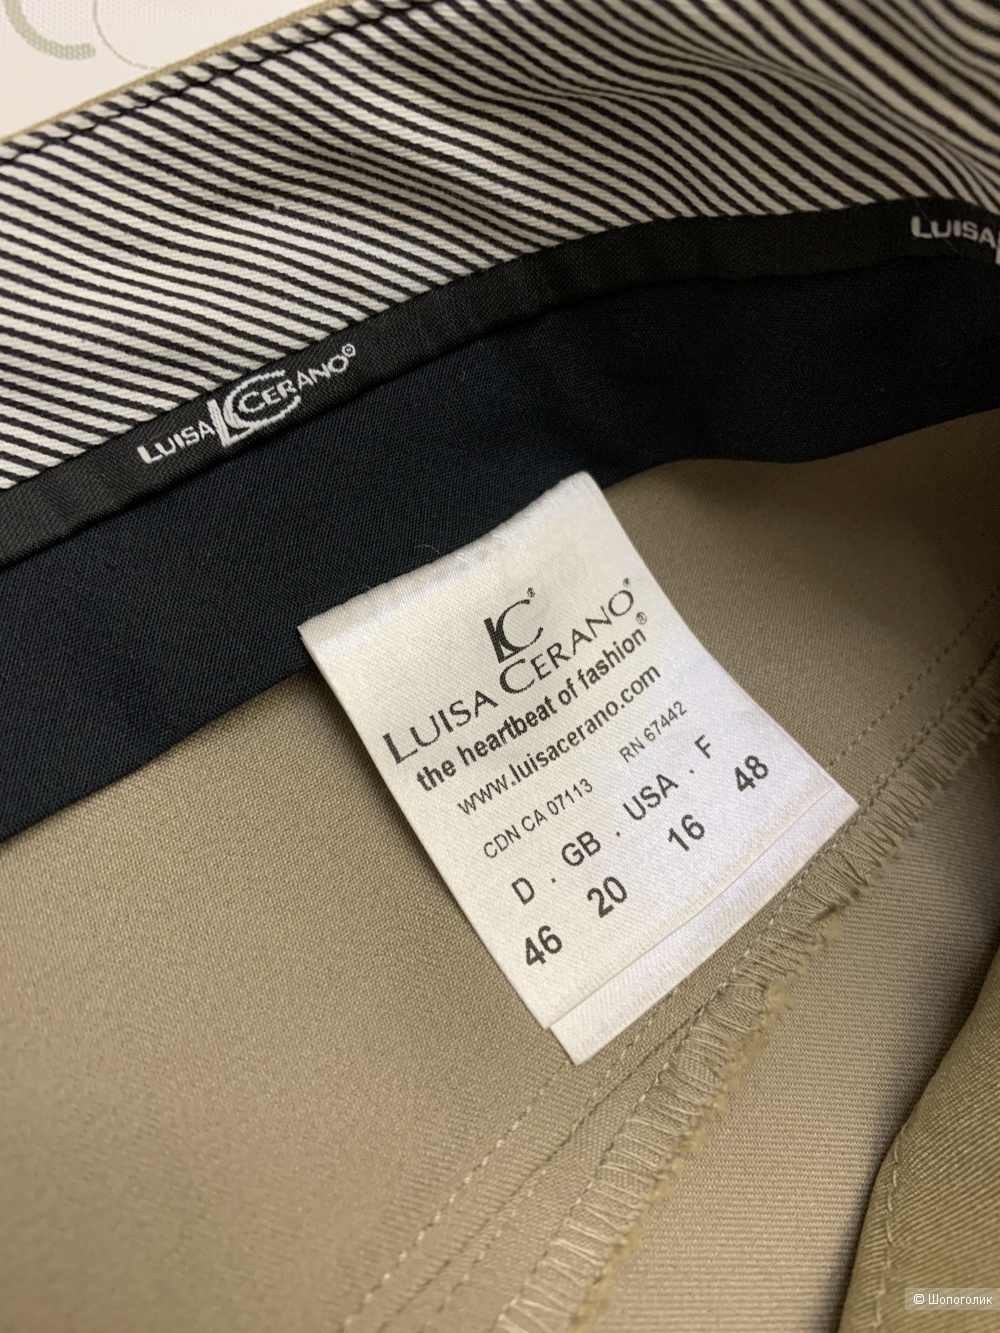 LUISA
LUISA LC CERANO®
LC®
LUISA CERANO®
the heartbeat of fashion®
www.luisacerano.com
CDN CA 07113 RN 67442
D . GB . USA . F
46 20 16 48
© Шопоголик